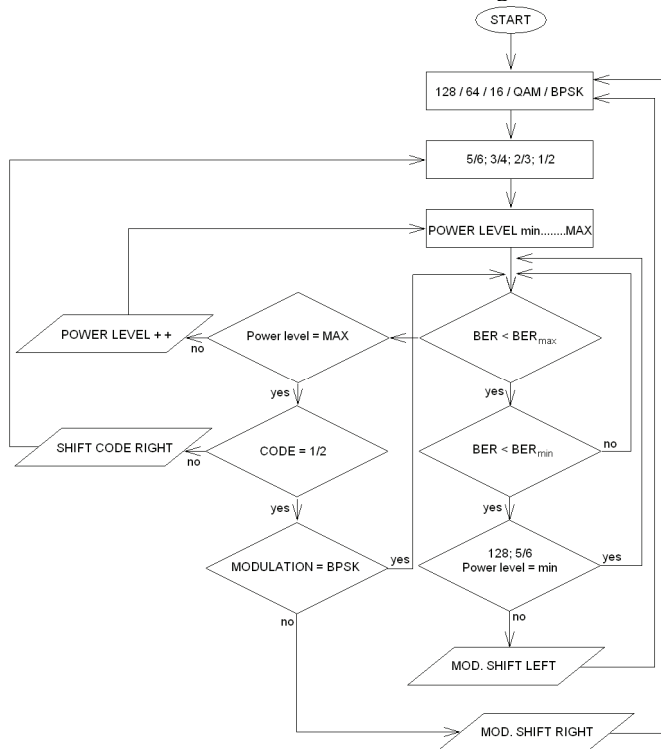 START
128 / 64 / 16 / QAM / BPSK
5/6; 3/4; 2/3; 1/2
POWER LEVEL min........MAX
POWER LEVEL + +
no
Power level = MAX
BER < BERmax
yes
yes
SHIFT CODE RIGHT
no
CODE = 1/2
BER < BERmin
no
yes
yes
MODULATION = BPSK
yes
128; 5/6
Power level = min
yes
no
no
MOD. SHIFT LEFT
MOD. SHIFT RIGHT